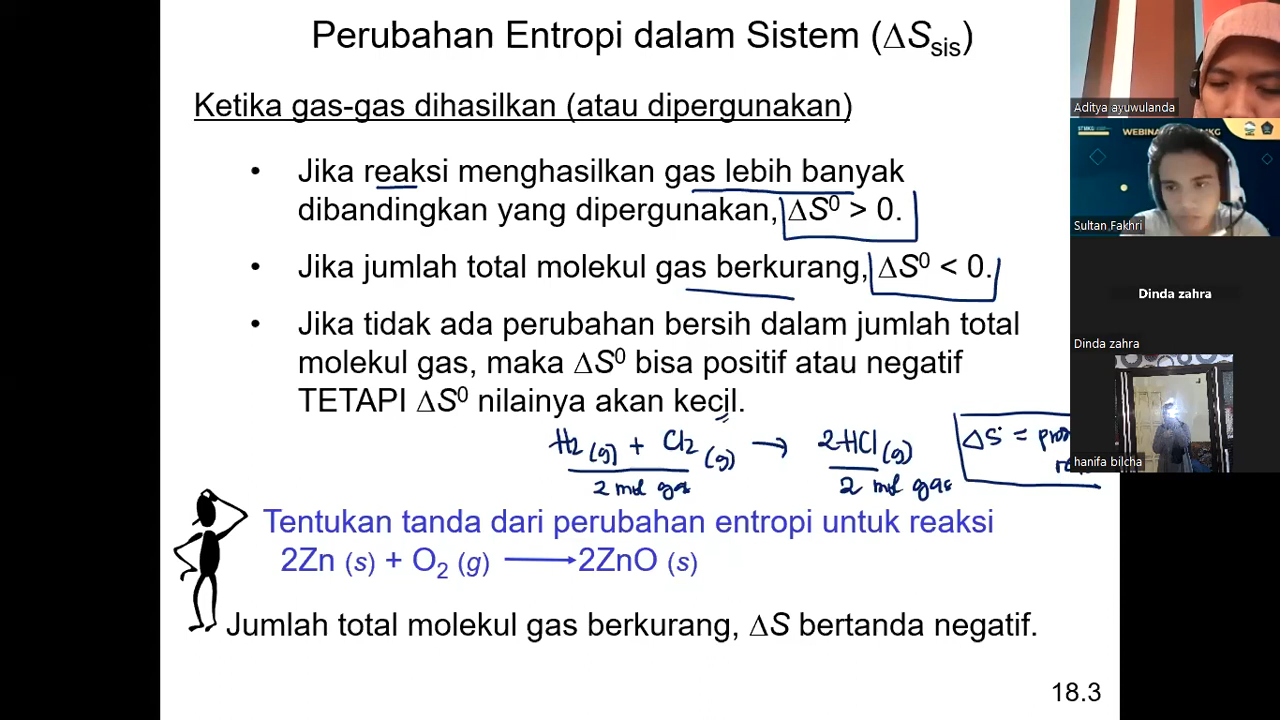 Perubahan Entropi dalam Sistem (ΔSsis)
Ketika gas-gas dihasilkan (atau dipergunakan)
• Jika reaksi menghasilkan gas lebih banyak
dibandingkan yang dipergunakan, ΔS⁰ > 0.
• Jika jumlah total molekul gas berkurang, ΔS⁰ < 0.
• Jika tidak ada perubahan bersih dalam jumlah total
molekul gas, maka ΔS⁰ bisa positif atau negatif
TETAPI ΔS⁰ nilainya akan kecil.
H₂(g) + Cl₂(g) → 2HCl(g)
2 mol gas 2 mol gas
ΔS =
Tentukan tanda dari perubahan entropi untuk reaksi
2Zn (s) + O₂ (g) → 2ZnO (s)
Jumlah total molekul gas berkurang, ΔS bertanda negatif.
18.3
Aditya ayuwulanda
WEBINA
KG
Sultan Fakhri
Dinda zahra
Dinda zahra
hanifa bilcha